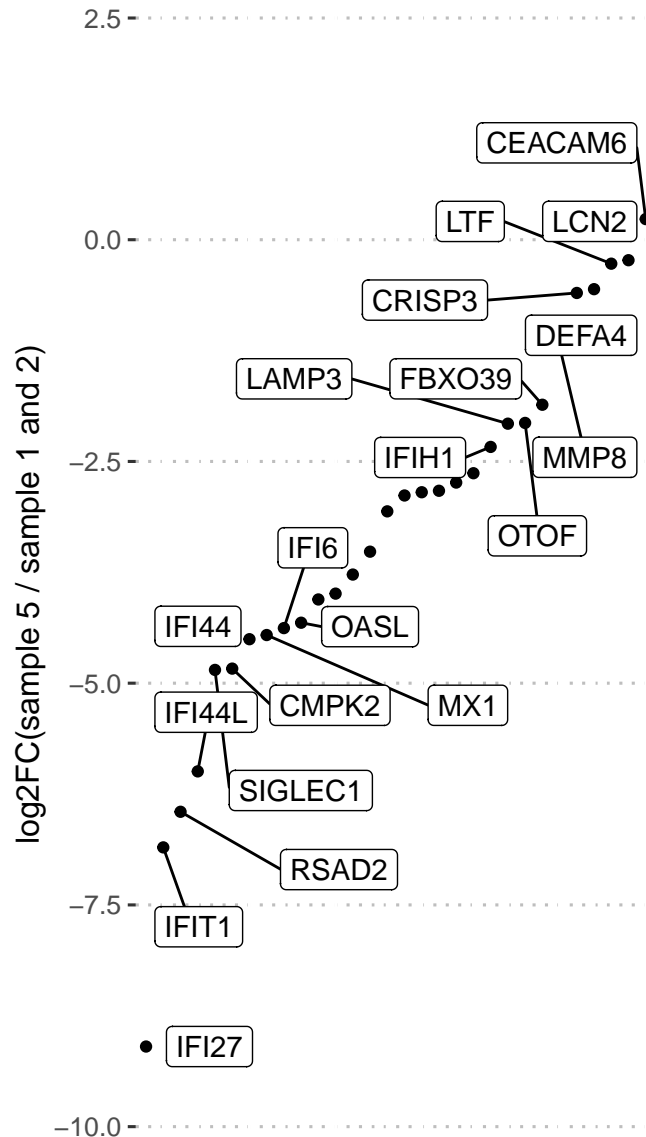 2.5
CEACAM6
LTF
LCN2
0.0
CRISP3
DEFA4
LAMP3
FBXO39
IFIH1
MMP8
−2.5
OTOF
IFI6
IFI44
OASL
−5.0
IFI44L
CMPK2
MX1
SIGLEC1
RSAD2
−7.5
IFIT1
IFI27
−10.0
log2FC(sample 5 / sample 1 and 2)